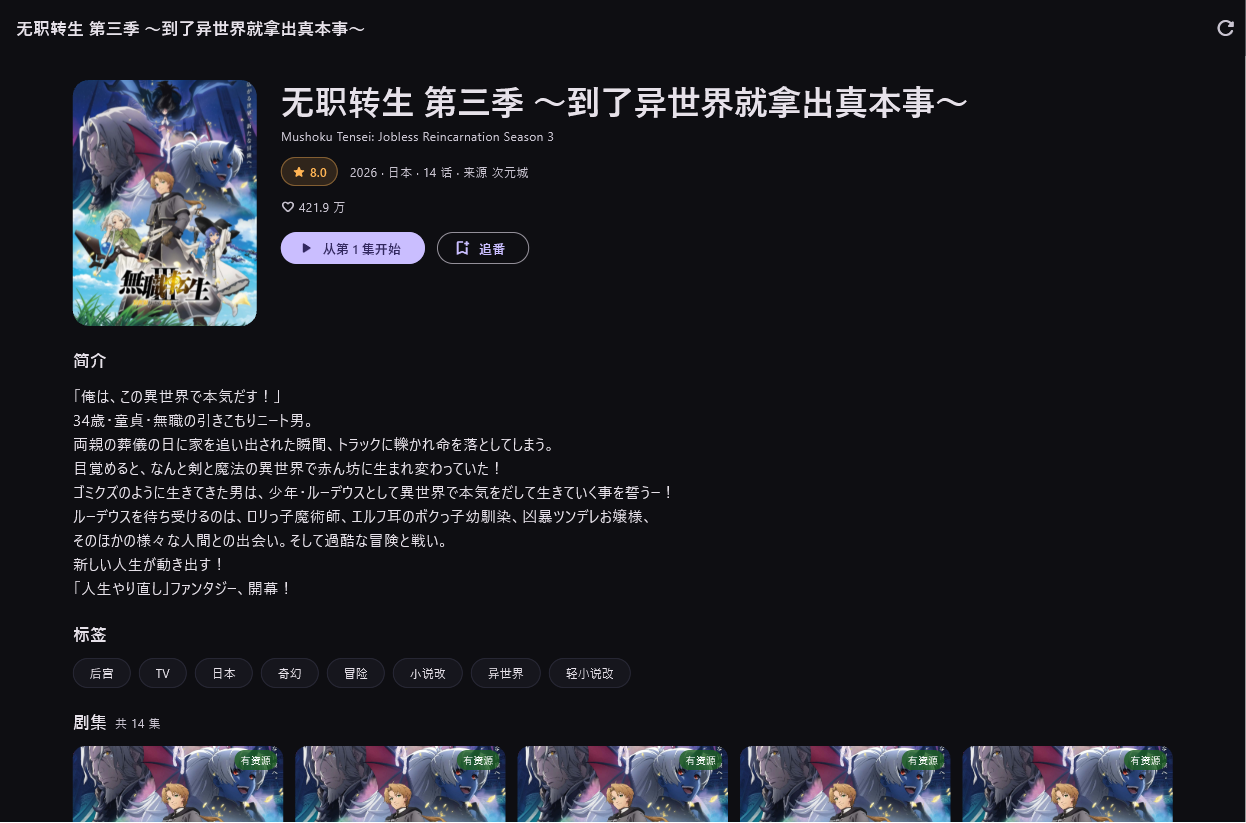 无职转生 第三季 ～到了异世界就拿出真本事～
无职转生 第三季 ～到了异世界就拿出真本事～
Mushoku Tensei: Jobless Reincarnation Season 3
8.0
2026 · 日本 · 14 话 · 来源 次元城
421.9 万
从第 1 集开始
追番
無職転生
III
简介
「俺は、この異世界で本気だす！」
34歳・童貞・無職の引きこもりニート男。
両親の葬儀の日に家を追い出された瞬間、トラックに轢かれ命を落としてしまう。
目覚めると、なんと剣と魔法の異世界で赤ん坊に生まれ変わっていた！
ゴミクズのように生きてきた男は、少年・ルーデウスとして異世界で本気をだして生きていく事を誓うー！
ルーデウスを待ち受けるのは、ロリっ子魔術師、エルフ耳のボクっ子幼馴染、凶暴ツンデレお嬢様、
そのほかの様々な人間との出会い。そして過酷な冒険と戦い。
新しい人生が動き出す！
「人生やり直し」ファンタジー、開幕！
标签
后宫
TV
日本
奇幻
冒险
小说改
异世界
轻小说改
剧集 共 14 集
有资源
有资源
有资源
有资源
有资源